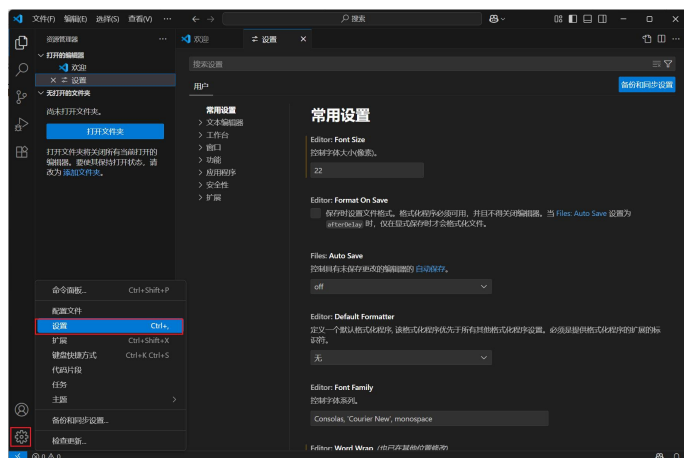 文件(F) 编辑(E) 选择(S) 查看(V) ··· 搜索
资源管理器 ···
欢迎
设置
打开的编辑器
欢迎
设置
无打开的文件夹
尚未打开文件夹。
打开文件夹
打开文件夹将关闭所有当前打开的
编辑器。要使其保持打开状态，请
改为 添加文件夹。
搜索设置
用户
备份和同步设置
常用设置
文本编辑器
工作台
窗口
功能
应用程序
安全性
扩展
常用设置
Editor: Font Size
控制字体大小(像素)。
22
Editor: Format On Save
保存时设置文件格式。格式化程序必须可用，并且不得关闭编辑器。当 Files: Auto Save 设置为
afterDelay 时，仅在显式保存时才会格式化文件。
Files: Auto Save
控制具有未保存更改的编辑器的 自动保存。
off
Editor: Default Formatter
定义一个默认格式化程序, 该格式化程序优先于所有其他格式化程序设置。必须是提供格式化程序的扩展的标
识符。
无
Editor: Font Family
控制字体系列。
Consolas, 'Courier New', monospace
Editor: Word Wrap (也已在其他位置修改)
命令面板... Ctrl+Shift+P
配置文件
设置 Ctrl+,
扩展 Ctrl+Shift+X
键盘快捷方式 Ctrl+K Ctrl+S
代码片段
任务
主题
备份和同步设置...
检查更新...
0 0